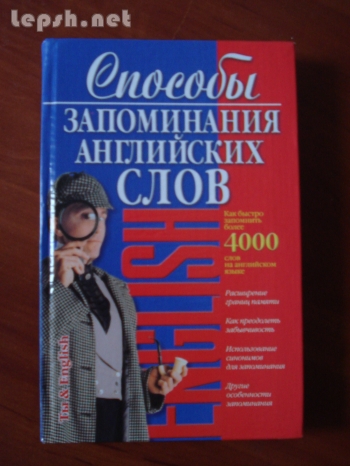 Lepsh.net
Способы
ЗАПОМИНАНИЯ
АНГЛИЙСКИХ
СЛОВ
Как быстро
запомнить
более
4000
слов
на английском
языке
Расширение
границ памяти
Как преодолеть
забывчивость
Использование
синонимов
для запоминания
Другие
особенности
запоминания
ENGLISH
Tea & English